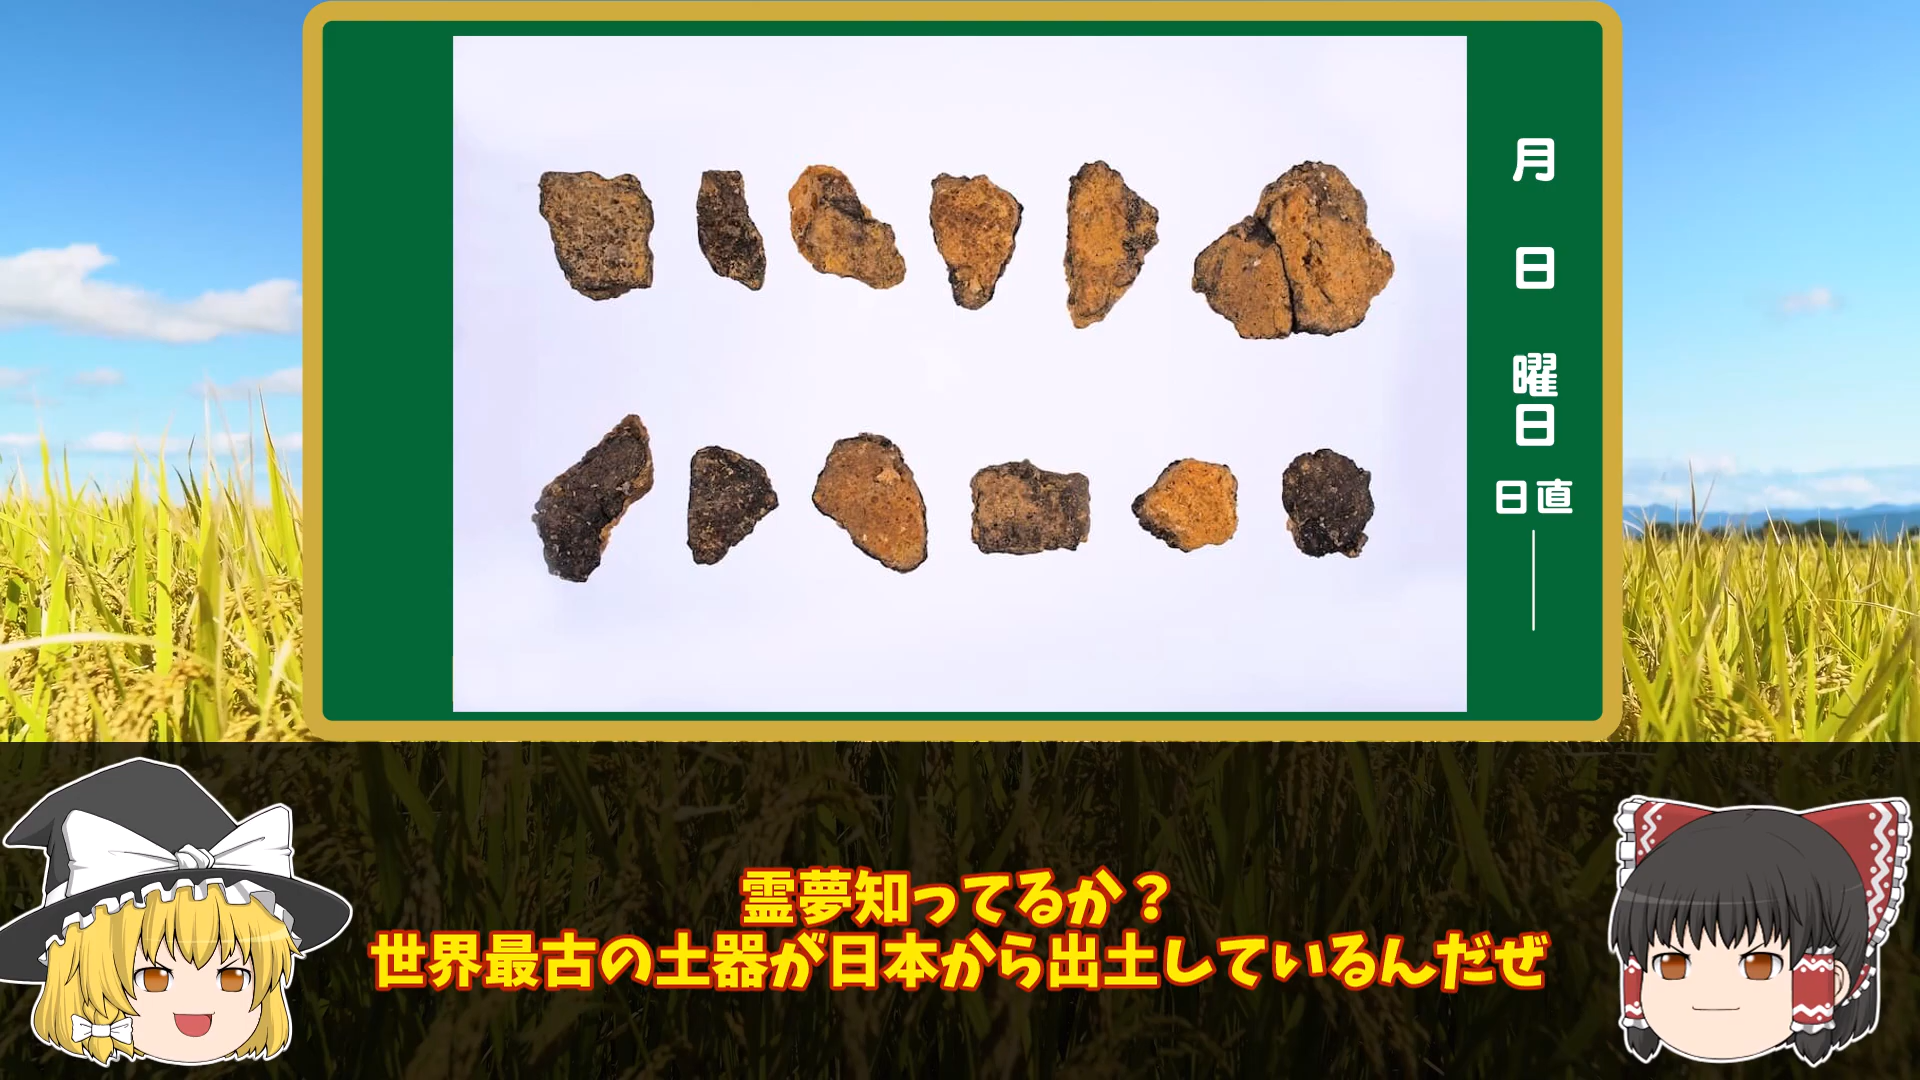 月
日
曜
日
日直
霊夢知ってるか？
世界最古の土器が日本から出土しているんだぜ